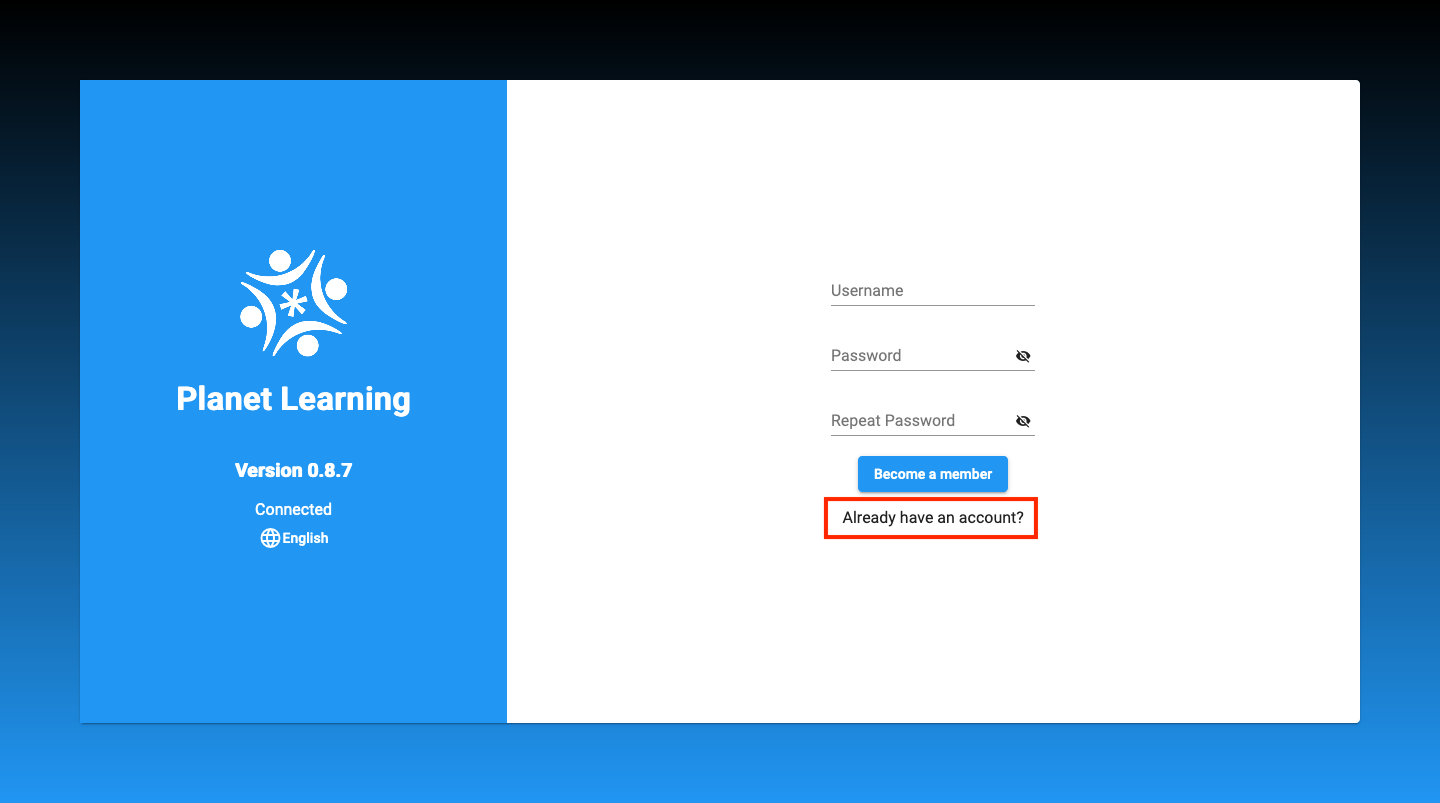 Planet Learning
Version 0.8.7
Connected
English
Username
Password
Repeat Password
Become a member
Already have an account?